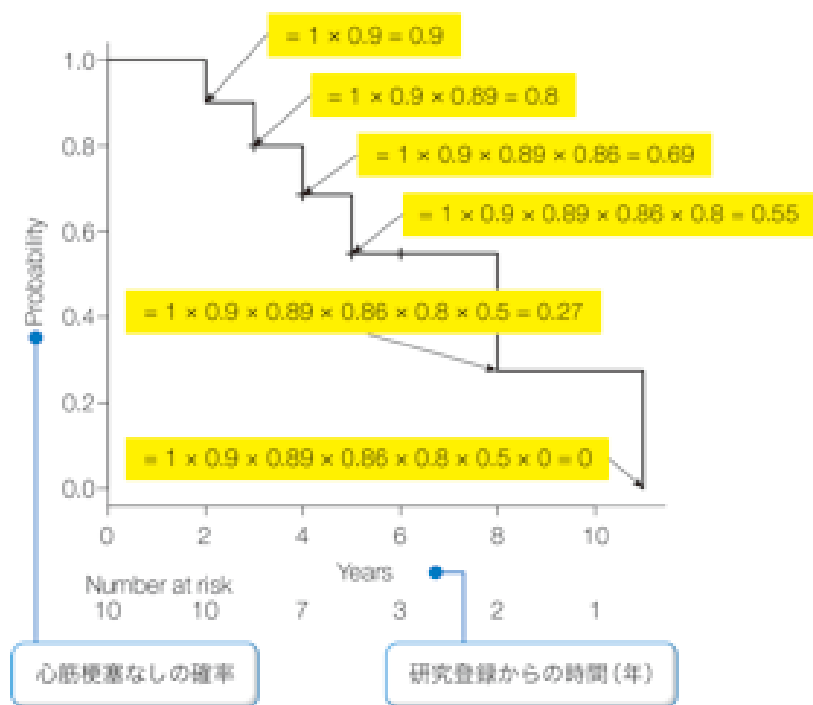 = 1 × 0.9 = 0.9
1.0
= 1 × 0.9 × 0.89 = 0.8
0.8
= 1 × 0.9 × 0.89 × 0.86 = 0.69
= 1 × 0.9 × 0.89 × 0.86 × 0.8 = 0.55
0.6
Probability
= 1 × 0.9 × 0.89 × 0.86 × 0.8 × 0.5 = 0.27
0.4
0.2
= 1 × 0.9 × 0.89 × 0.86 × 0.8 × 0.5 × 0 = 0
0.0
0 2 4 6 8 10
Years
Number at risk
10 10 7 3 2 1
心筋梗塞なしの確率
研究登録からの時間(年)